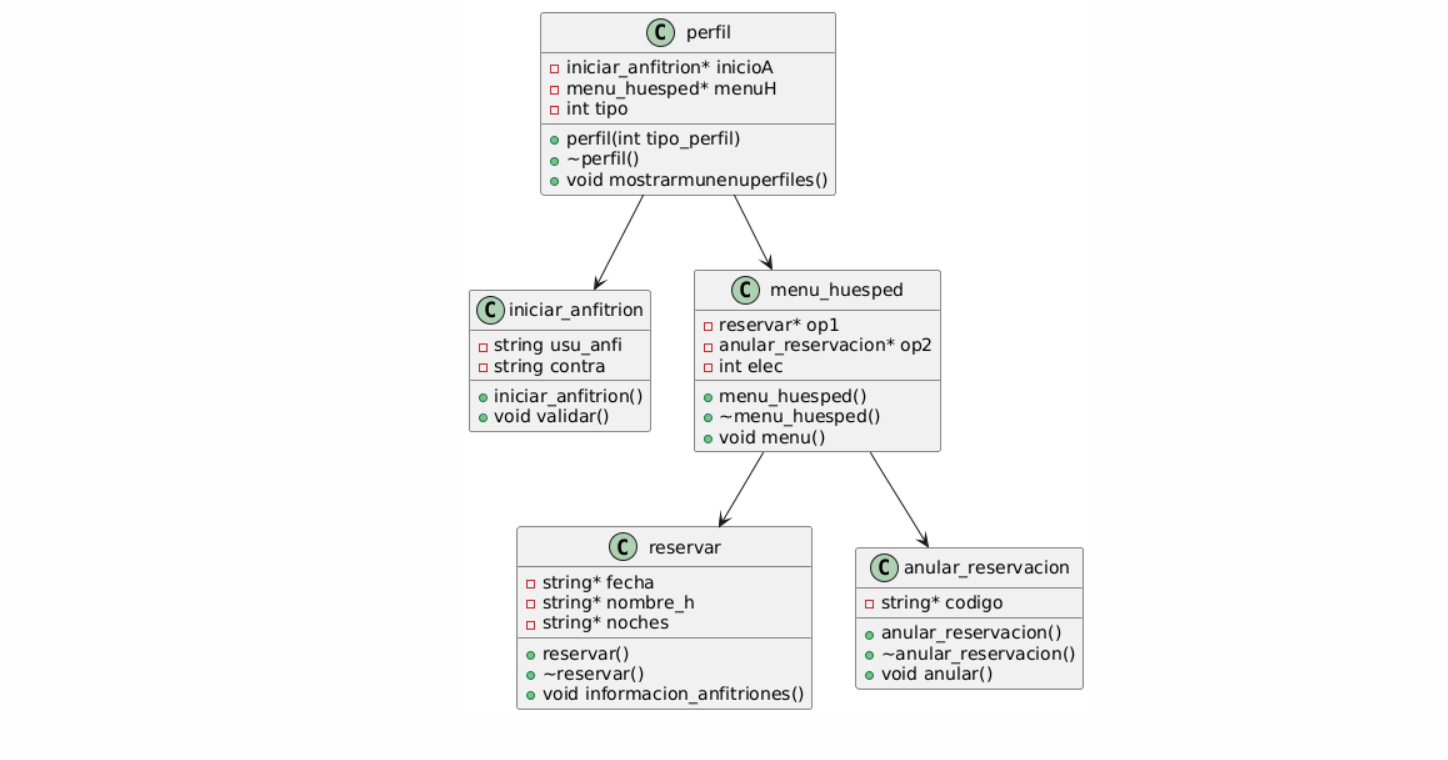 C perfil
iniciar_anfitrion* inicioA
menu_huesped* menuH
int tipo
perfil(int tipo_perfil)
~perfil()
void mostrarmunenuperfiles()
C iniciar_anfitrion
string usu_anfi
string contra
iniciar_anfitrion()
void validar()
C menu_huesped
reservar* op1
anular_reservacion* op2
int elec
menu_huesped()
~menu_huesped()
void menu()
C reservar
string* fecha
string* nombre_h
string* noches
reservar()
~reservar()
void informacion_anfitriones()
C anular_reservacion
string* codigo
anular_reservacion()
~anular_reservacion()
void anular()